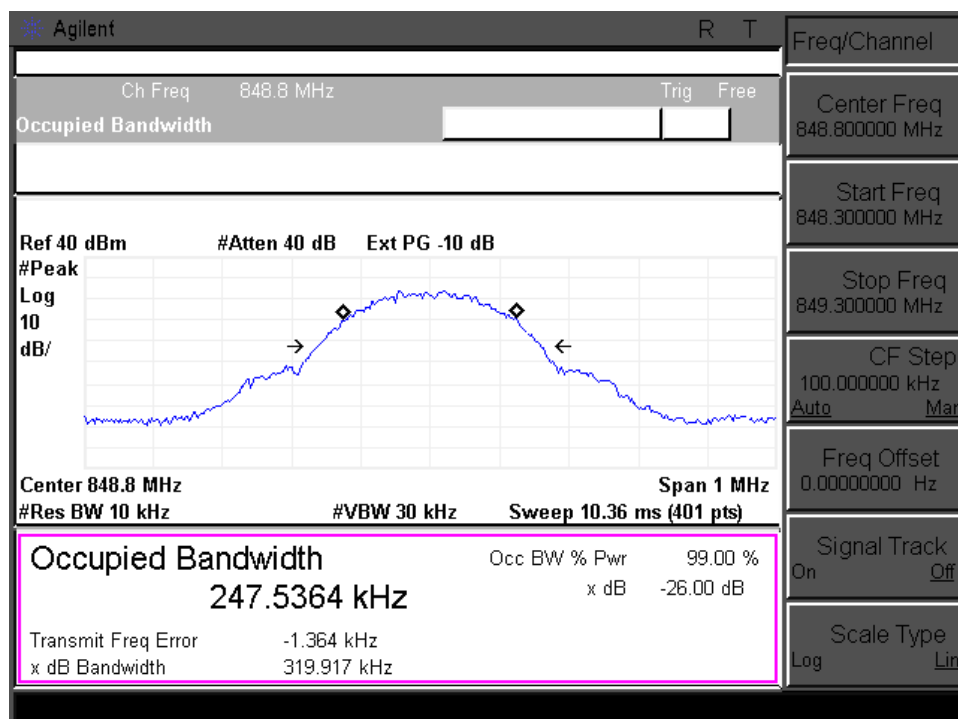 Agilent R T
Ch Freq 848.8 MHz Trig Free
Occupied Bandwidth
Ref 40 dBm #Atten 40 dB Ext PG -10 dB
#Peak
Log
10
dB/
Center 848.8 MHz Span 1 MHz
#Res BW 10 kHz #VBW 30 kHz Sweep 10.36 ms (401 pts)
Occupied Bandwidth
247.5364 kHz
Occ BW % Pwr 99.00 %
x dB -26.00 dB
Transmit Freq Error -1.364 kHz
x dB Bandwidth 319.917 kHz
Freq/Channel
Center Freq
848.800000 MHz
Start Freq
848.300000 MHz
Stop Freq
849.300000 MHz
CF Step
100.000000 kHz
Auto Man
Freq Offset
0.00000000 Hz
Signal Track
On Off
Scale Type
Log Lin